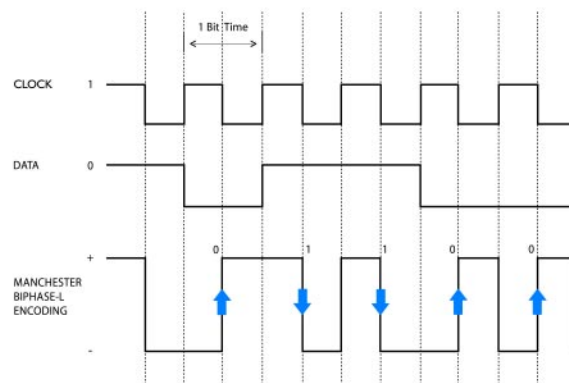 1 Bit Time
CLOCK 1
DATA 0
0 1 1 0 0
+
MANCHESTER
BIPHASE-L
ENCODING
-